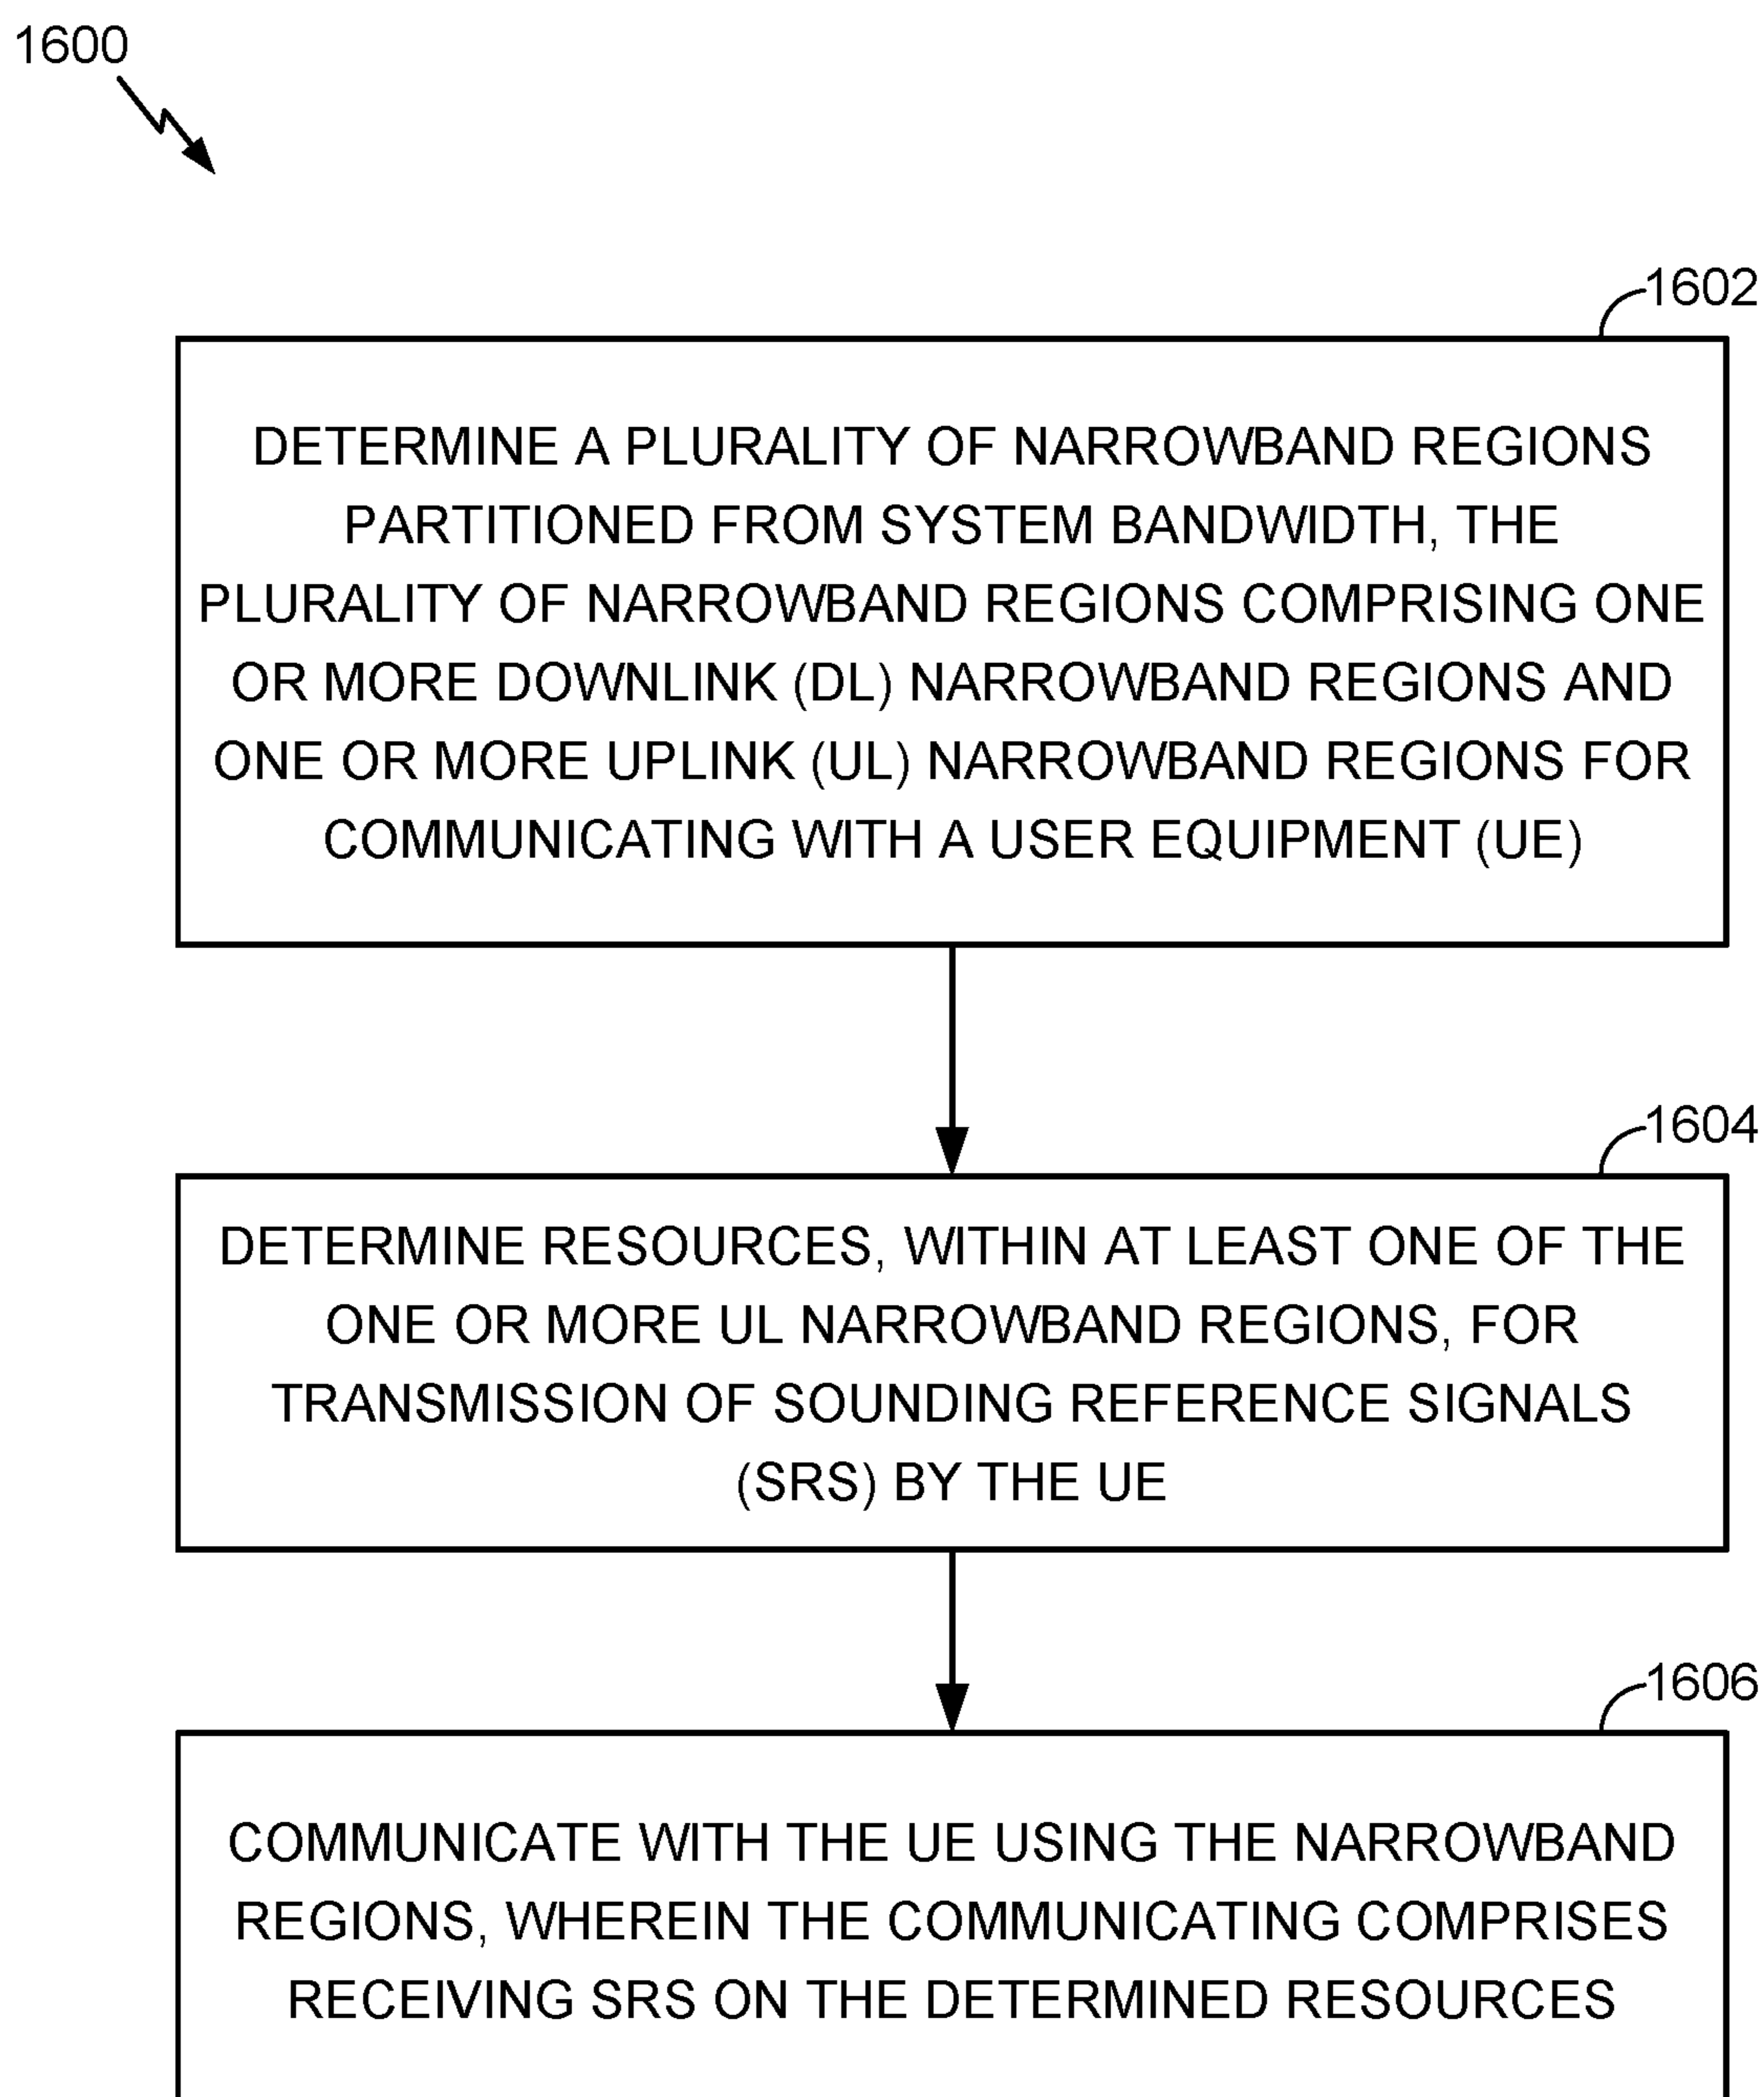 1600
1602
DETERMINE A PLURALITY OF NARROWBAND REGIONS
PARTITIONED FROM SYSTEM BANDWIDTH, THE
PLURALITY OF NARROWBAND REGIONS COMPRISING ONE
OR MORE DOWNLINK (DL) NARROWBAND REGIONS AND
ONE OR MORE UPLINK (UL) NARROWBAND REGIONS FOR
COMMUNICATING WITH A USER EQUIPMENT (UE)
1604
DETERMINE RESOURCES, WITHIN AT LEAST ONE OF THE
ONE OR MORE UL NARROWBAND REGIONS, FOR
TRANSMISSION OF SOUNDING REFERENCE SIGNALS
(SRS) BY THE UE
1606
COMMUNICATE WITH THE UE USING THE NARROWBAND
REGIONS, WHEREIN THE COMMUNICATING COMPRISES
RECEIVING SRS ON THE DETERMINED RESOURCES